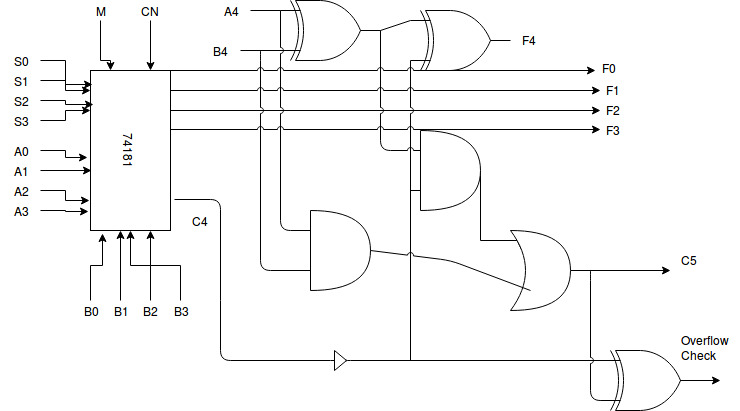 M
CN
A4
B4
F4
S0
S1
S2
S3
F0
F1
F2
F3
74181
A0
A1
A2
A3
C4
B0
B1
B2
B3
C5
Overflow
Check